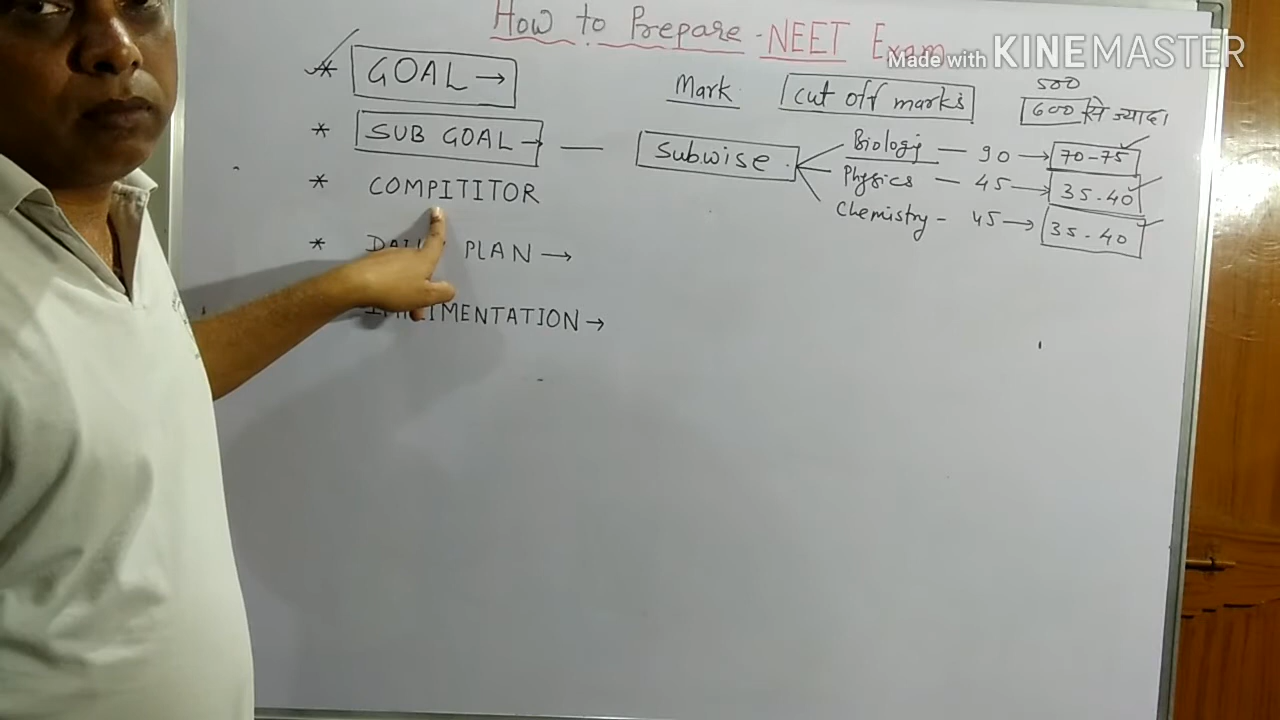 How to Prepare - NEET Exam
Made with KINEMASTER
* GOAL →
Mark cut off marks
500
600 से ज्यादा
* SUB GOAL → — Subwise
Biology — 90 → 70-75
Physics — 45 → 35-40
Chemistry - 45 → 35-40
* COMPITITOR
* PLAN →